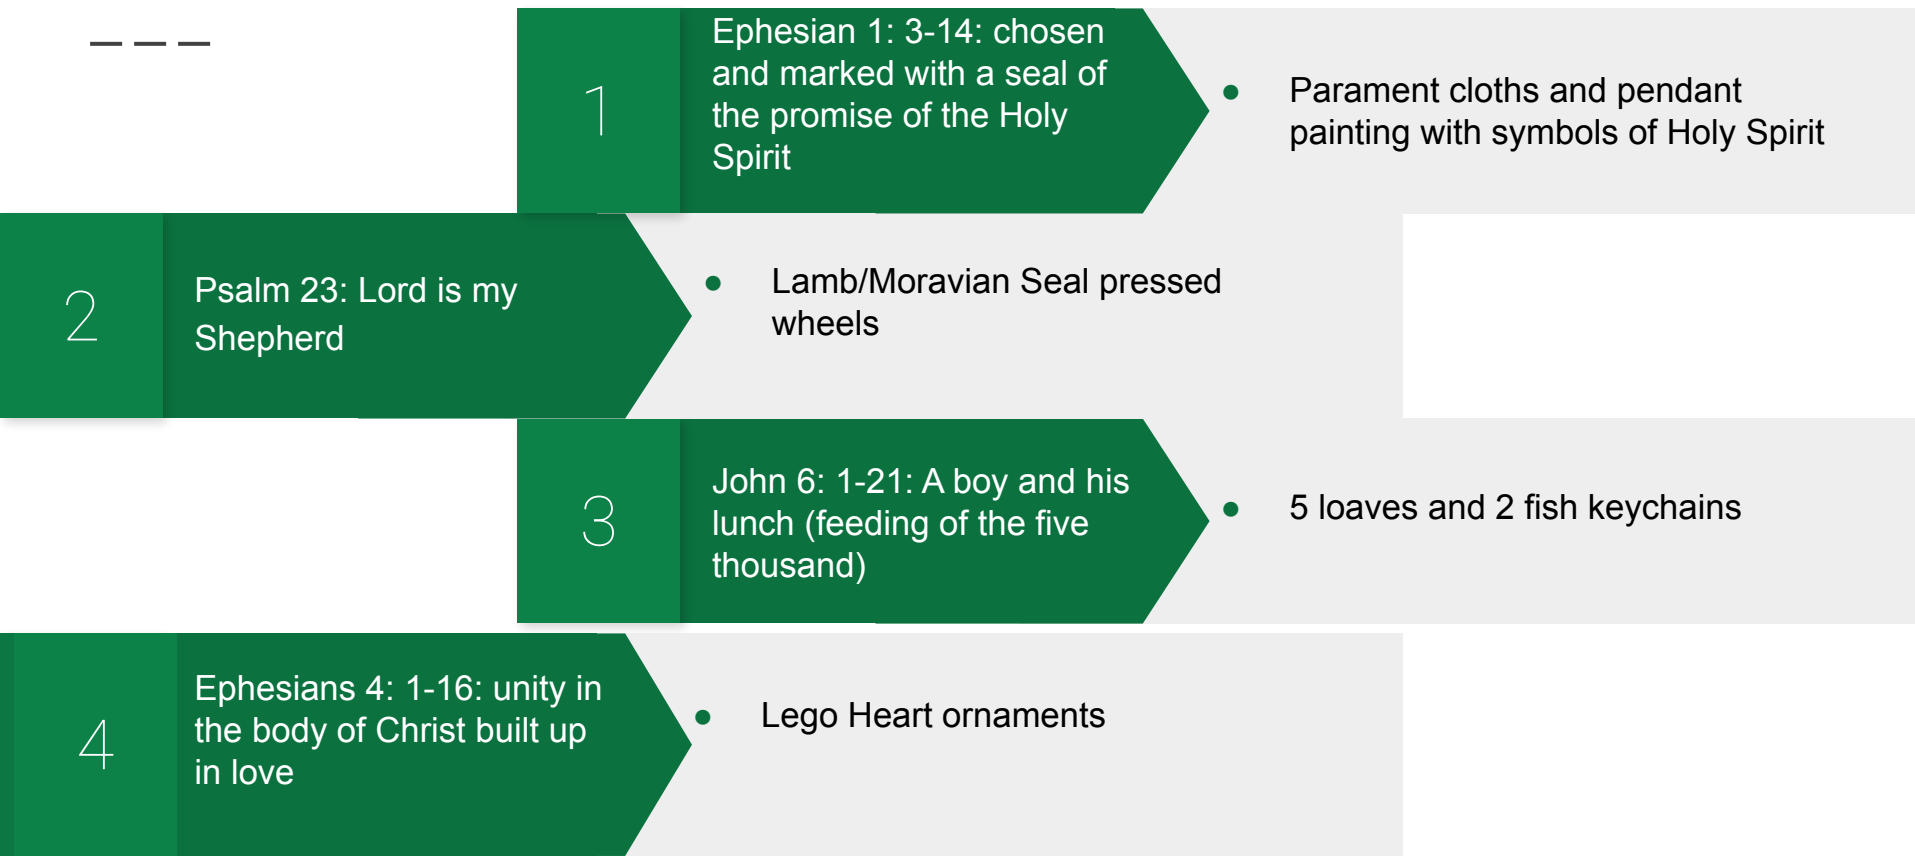 1
Ephesian 1: 3-14: chosen
and marked with a seal of
the promise of the Holy
Spirit
● Parament cloths and pendant
painting with symbols of Holy Spirit
2
Psalm 23: Lord is my
Shepherd
● Lamb/Moravian Seal pressed
wheels
3
John 6: 1-21: A boy and his
lunch (feeding of the five
thousand)
● 5 loaves and 2 fish keychains
4
Ephesians 4: 1-16: unity in
the body of Christ built up
in love
● Lego Heart ornaments